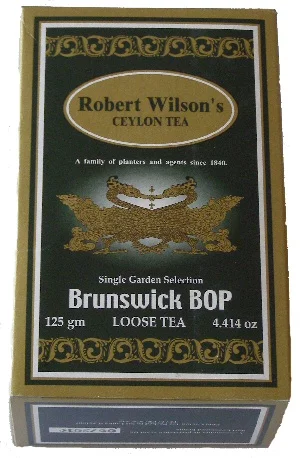 Robert Wilson's
CEYLON TEA
A family of planters and agents since 1840.
Single Garden Selection
Brunswick BOP
125 gm LOOSE TEA 4.414 oz